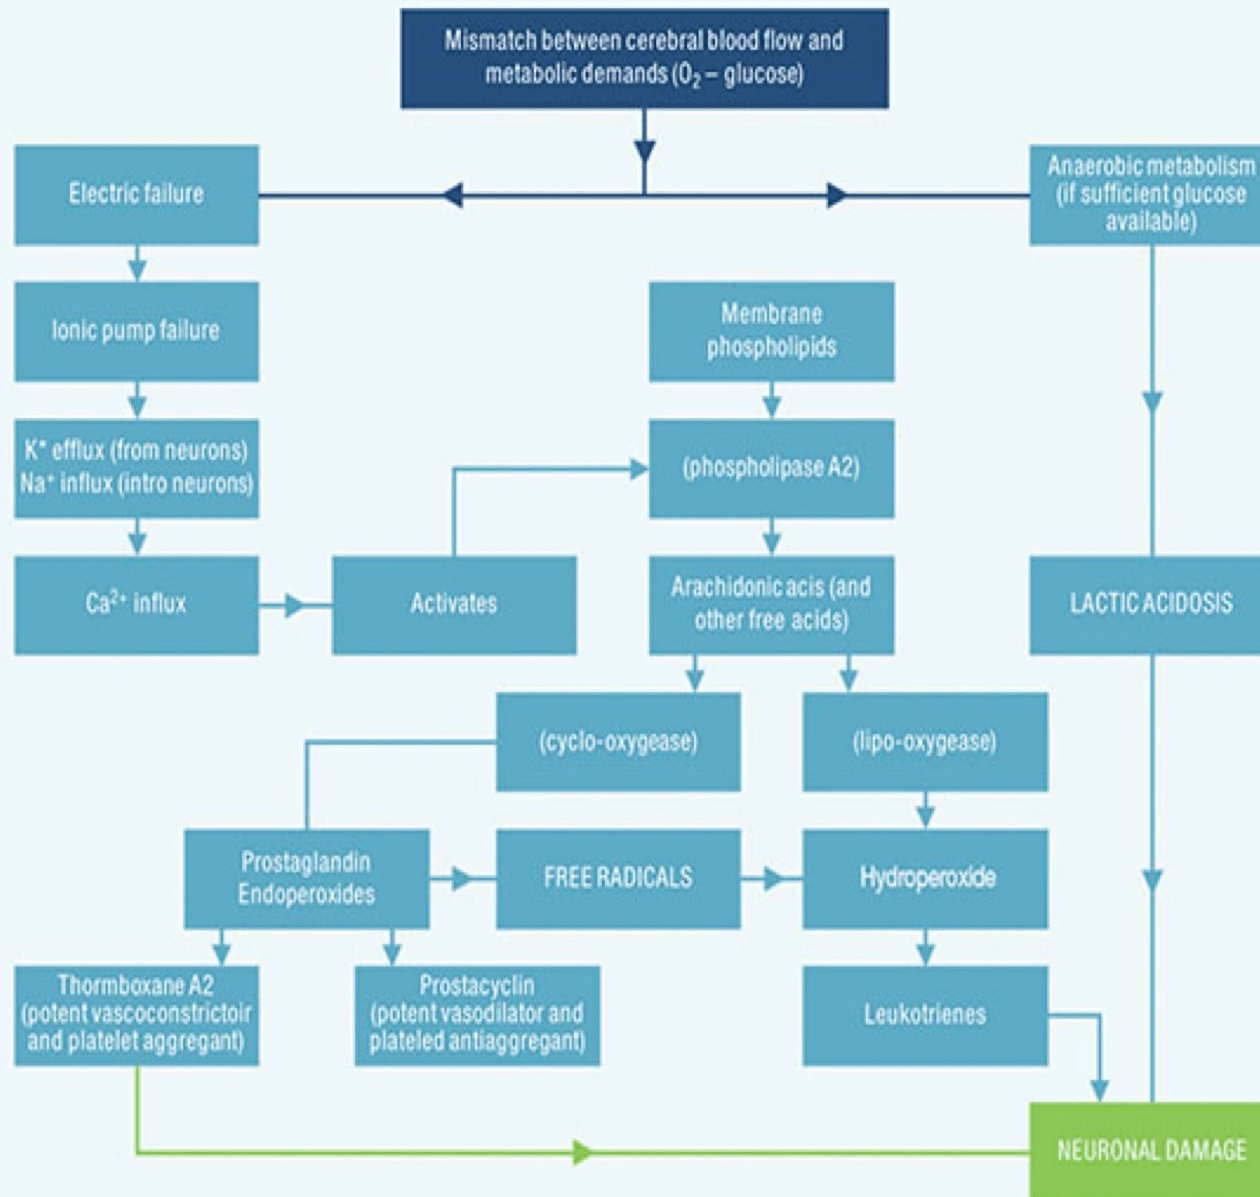 Mismatch between cerebral blood flow and
metabolic demands (O₂ – glucose)
Electric failure
Anaerobic metabolism
(if sufficient glucose
available)
Ionic pump failure
Membrane
phospholipids
K⁺ efflux (from neurons)
Na⁺ influx (intro neurons)
(phospholipase A2)
Ca²⁺ influx
Activates
Arachidonic acis (and
other free acids)
LACTIC ACIDOSIS
(cyclo-oxygease)
(lipo-oxygease)
Prostaglandin
Endoperoxides
FREE RADICALS
Hydroperoxide
Thormboxane A2
(potent vascoconstrictoir
and platelet aggregant)
Prostacyclin
(potent vasodilator and
plateled antiaggregant)
Leukotrienes
NEURONAL DAMAGE